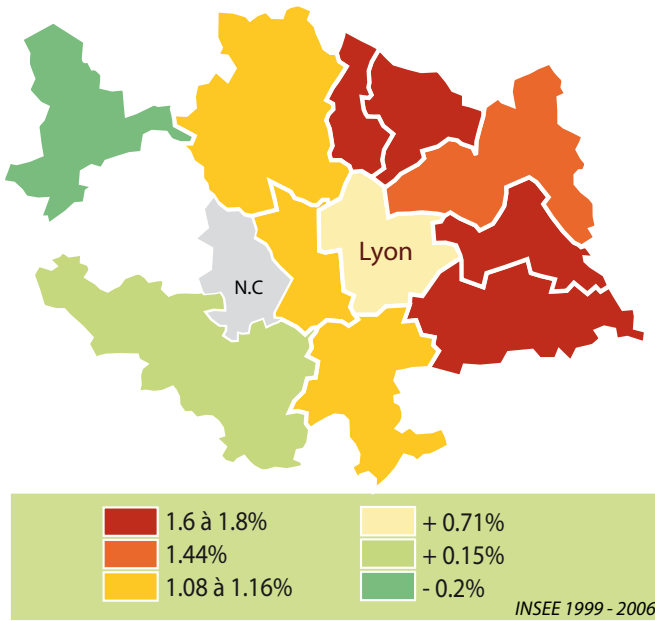 Lyon
N.C
1.6 à 1.8%
1.44%
1.08 à 1.16%
+ 0.71%
+ 0.15%
- 0.2%
INSEE 1999 - 2006